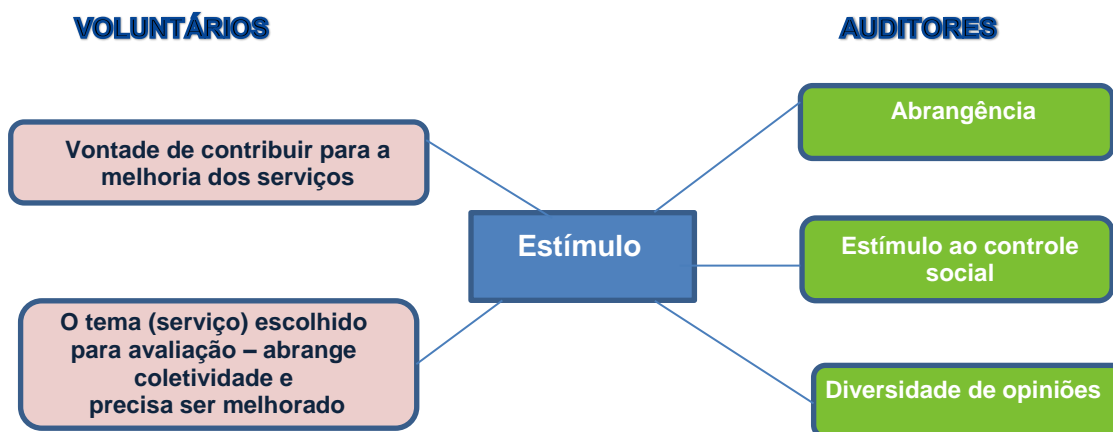 VOLUNTÁRIOS
AUDITORES
Vontade de contribuir para a
melhoria dos serviços
O tema (serviço) escolhido
para avaliação – abrange
coletividade e
precisa ser melhorado
Estímulo
Abrangência
Estímulo ao controle
social
Diversidade de opiniões